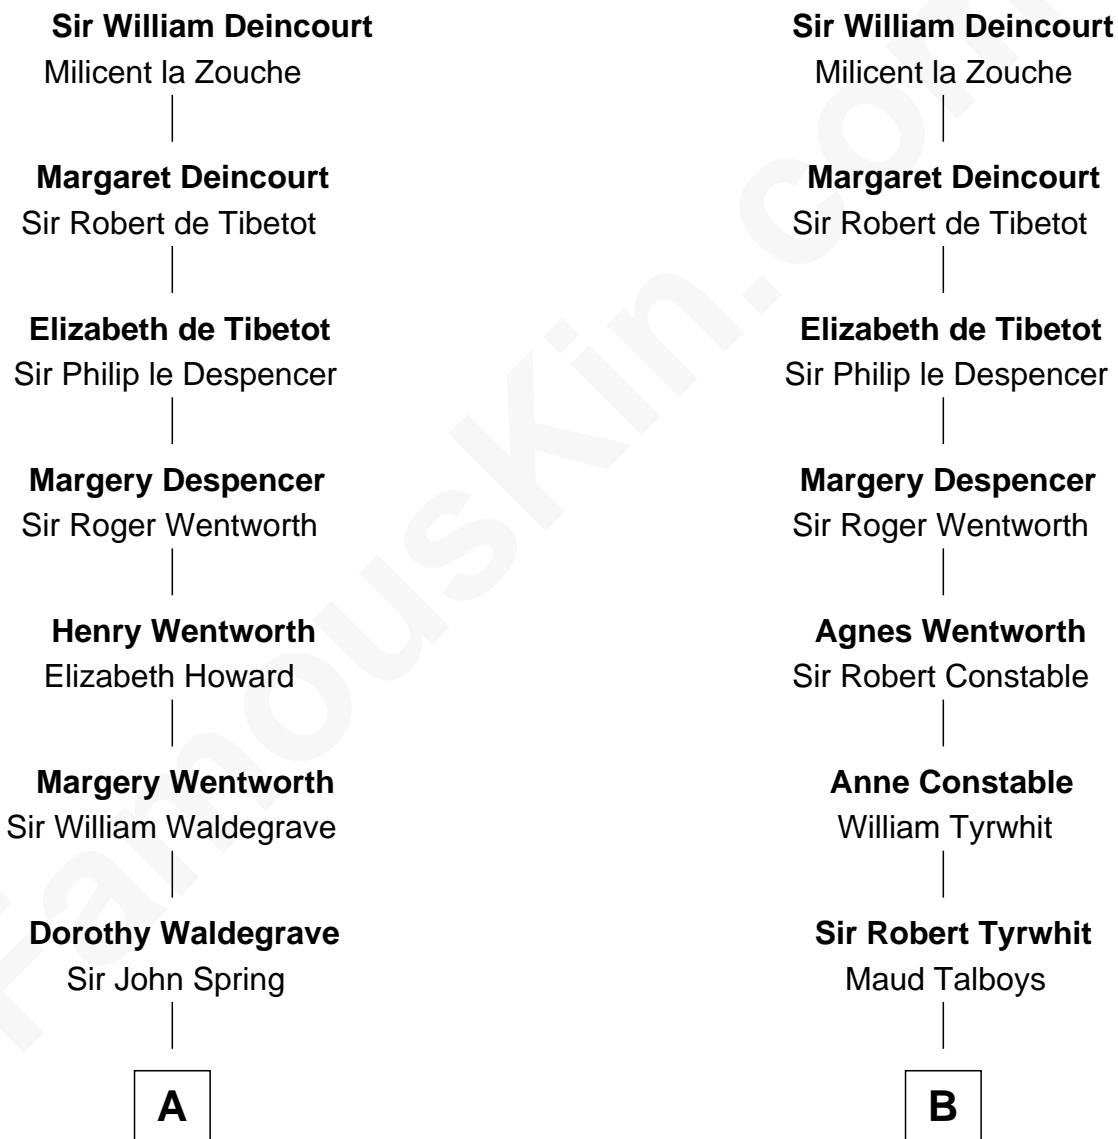 Sir William Deincourt
Milicent la Zouche
Margaret Deincourt
Sir Robert de Tibetot
Elizabeth de Tibetot
Sir Philip le Despencer
Margery Despencer
Sir Roger Wentworth
Henry Wentworth
Elizabeth Howard
Margery Wentworth
Sir William Waldegrave
Dorothy Waldegrave
Sir John Spring
A
Sir William Deincourt
Milicent la Zouche
Margaret Deincourt
Sir Robert de Tibetot
Elizabeth de Tibetot
Sir Philip le Despencer
Margery Despencer
Sir Roger Wentworth
Agnes Wentworth
Sir Robert Constable
Anne Constable
William Tyrwhit
Sir Robert Tyrwhit
Maud Talboys
B
FamousKin.com